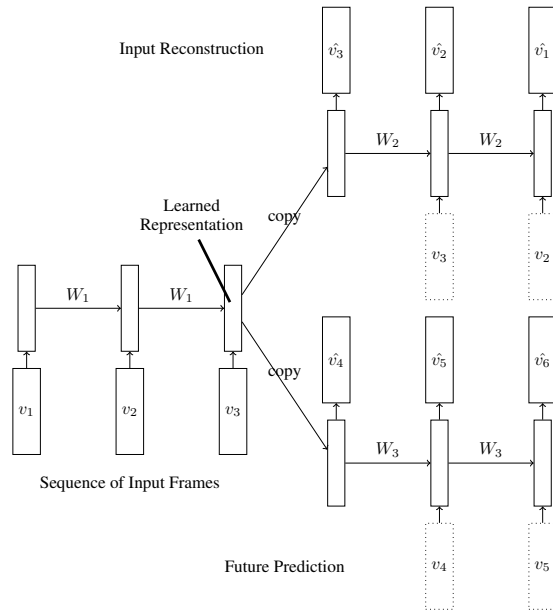 Input Reconstruction
v̂₃ v̂₂ v̂₁
W₂ W₂
Learned
Representation
copy
v₃ v₂
W₁ W₁
v₁ v₂ v₃
copy
v̂₄ v̂₅ v̂₆
W₃ W₃
Sequence of Input Frames
v₄ v₅
Future Prediction